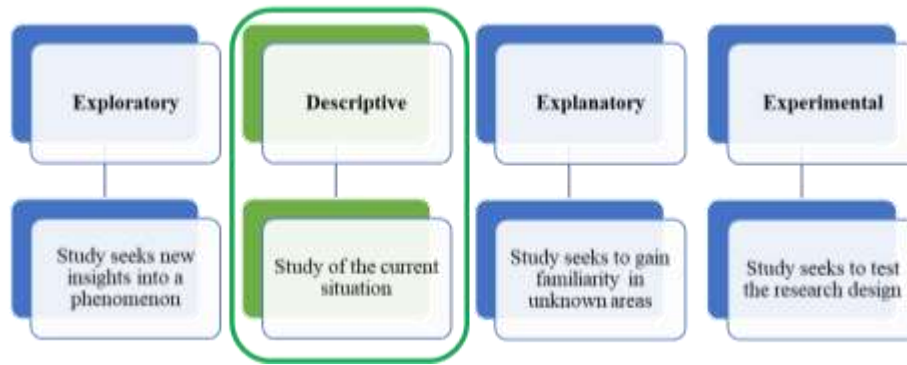 Exploratory
Descriptive
Explanatory
Experimental
Study seeks new
insights into a
phenomenon
Study of the current
situation
Study seeks to gain
familiarity in
unknown areas
Study seeks to test
the research design